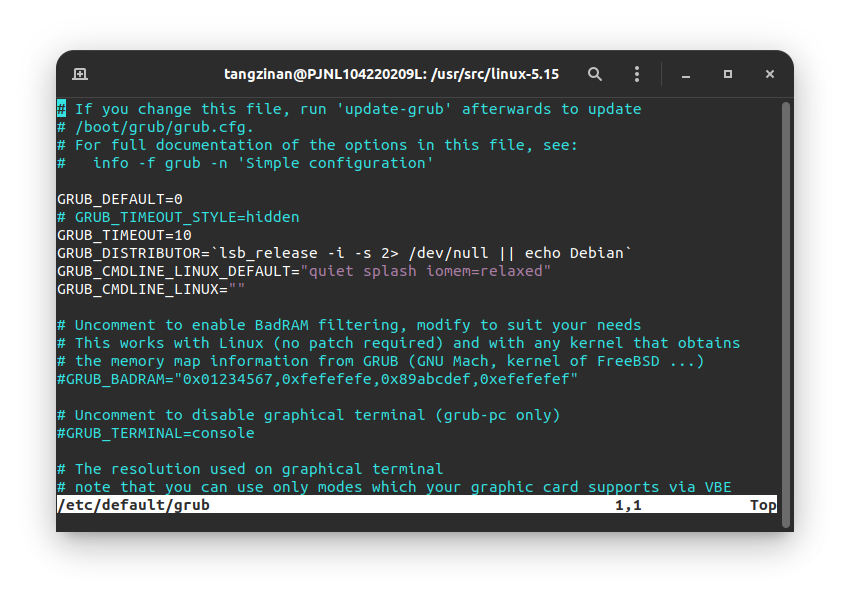 tangzinan@PJNL104220209L: /usr/src/linux-5.15
# If you change this file, run 'update-grub' afterwards to update
# /boot/grub/grub.cfg.
# For full documentation of the options in this file, see:
#   info -f grub -n 'Simple configuration'
GRUB_DEFAULT=0
# GRUB_TIMEOUT_STYLE=hidden
GRUB_TIMEOUT=10
GRUB_DISTRIBUTOR=`lsb_release -i -s 2> /dev/null || echo Debian`
GRUB_CMDLINE_LINUX_DEFAULT="quiet splash iomem=relaxed"
GRUB_CMDLINE_LINUX=""
# Uncomment to enable BadRAM filtering, modify to suit your needs
# This works with Linux (no patch required) and with any kernel that obtains
# the memory map information from GRUB (GNU Mach, kernel of FreeBSD ...)
#GRUB_BADRAM="0x01234567,0xfefefefe,0x89abcdef,0xefefefef"
# Uncomment to disable graphical terminal (grub-pc only)
#GRUB_TERMINAL=console
# The resolution used on graphical terminal
# note that you can use only modes which your graphic card supports via VBE
/etc/default/grub 1,1 Top